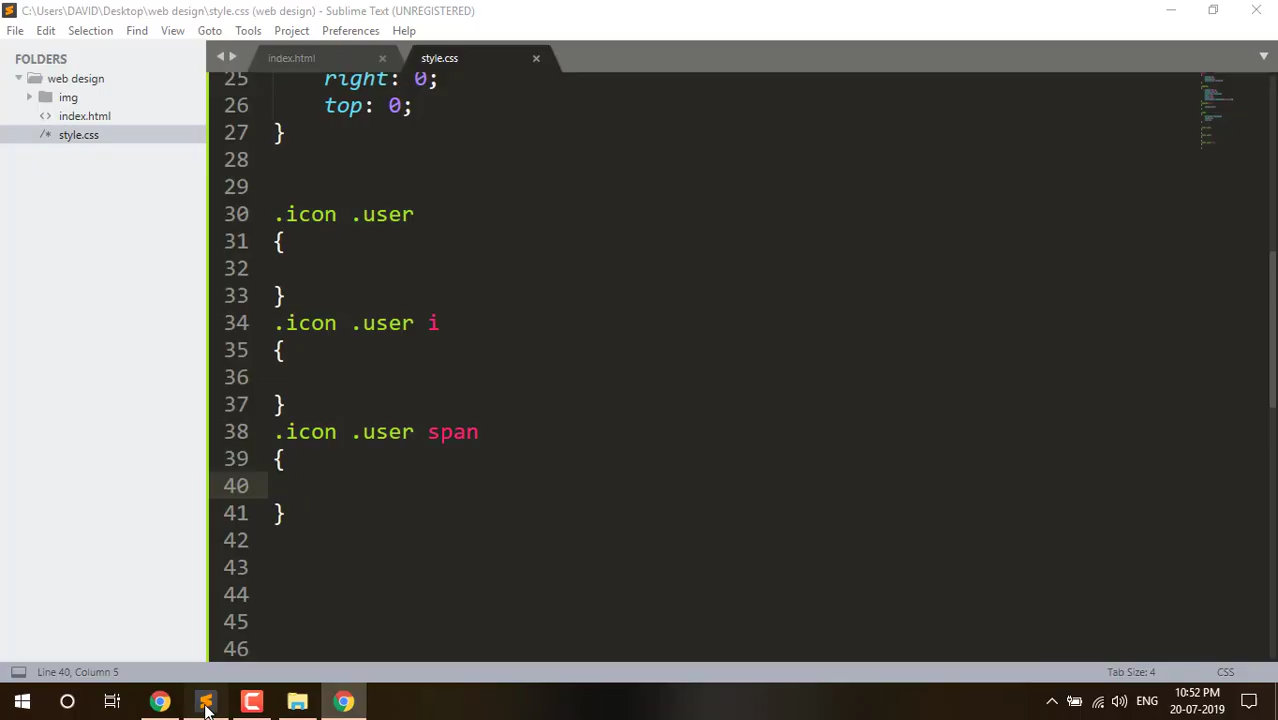 C:\Users\DAVID\Desktop\web design\style.css (web design) - Sublime Text (UNREGISTERED)
File Edit Selection Find View Goto Tools Project Preferences Help
FOLDERS
web design
img
index.html
style.css
index.html
style.css
25 right: 0;
26 top: 0;
27 }
28
29
30 .icon .user
31 {
32
33 }
34 .icon .user i
35 {
36
37 }
38 .icon .user span
39 {
40
41 }
42
43
44
45
46
Line 40, Column 5
Tab Size: 4
CSS
ENG
10:52 PM
20-07-2019